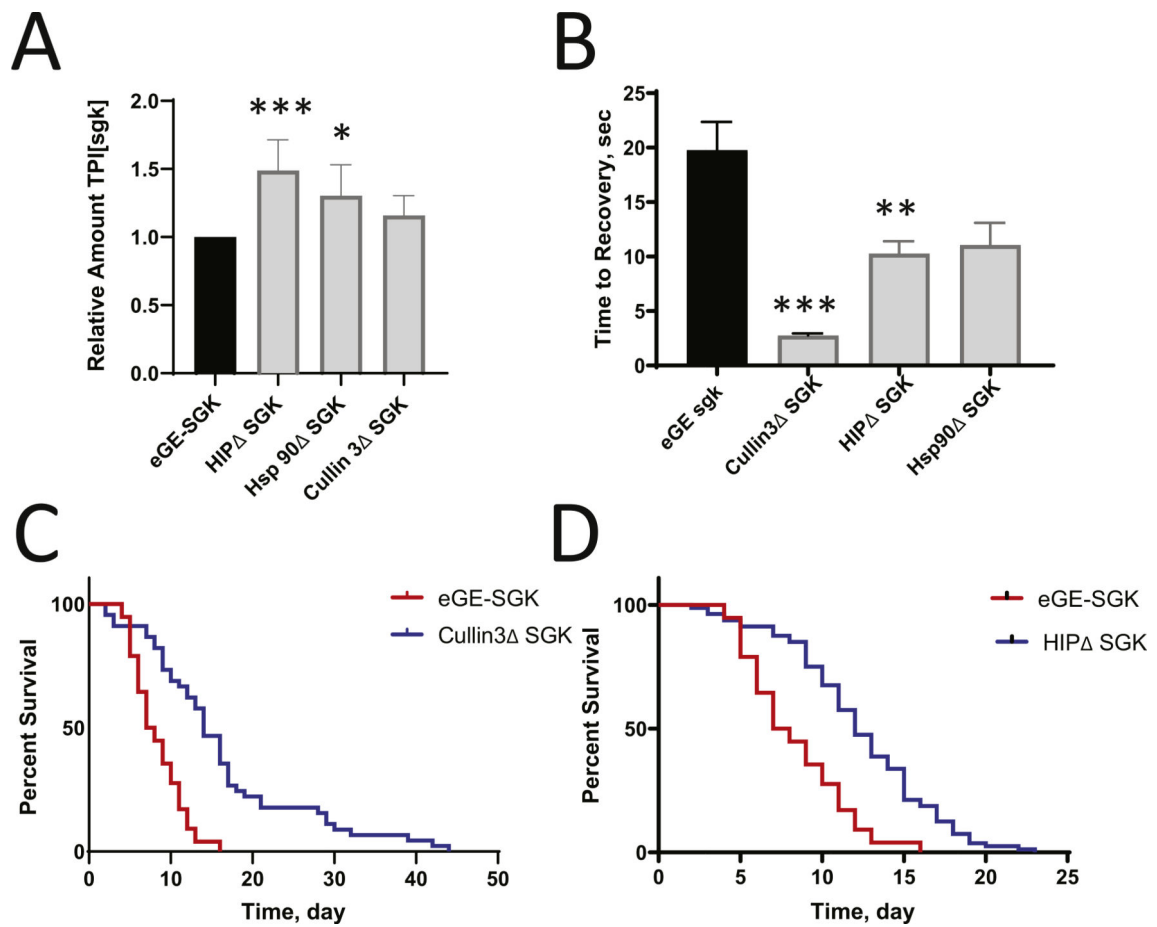 A
Relative Amount TPI[sgk]
2.0
1.5
1.0
0.5
0.0
***
*
eGE-SGK
HIPΔ SGK
Hsp 90Δ SGK
Cullin 3Δ SGK
B
Time to Recovery, sec
25
20
15
10
5
0
***
**
eGE sgk
Cullin3Δ SGK
HIPΔ SGK
Hsp90Δ SGK
C
Percent Survival
100
50
0
eGE-SGK
Cullin3Δ SGK
0 10 20 30 40 50
Time, day
D
Percent Survival
100
50
0
eGE-SGK
HIPΔ SGK
0 5 10 15 20 25
Time, day